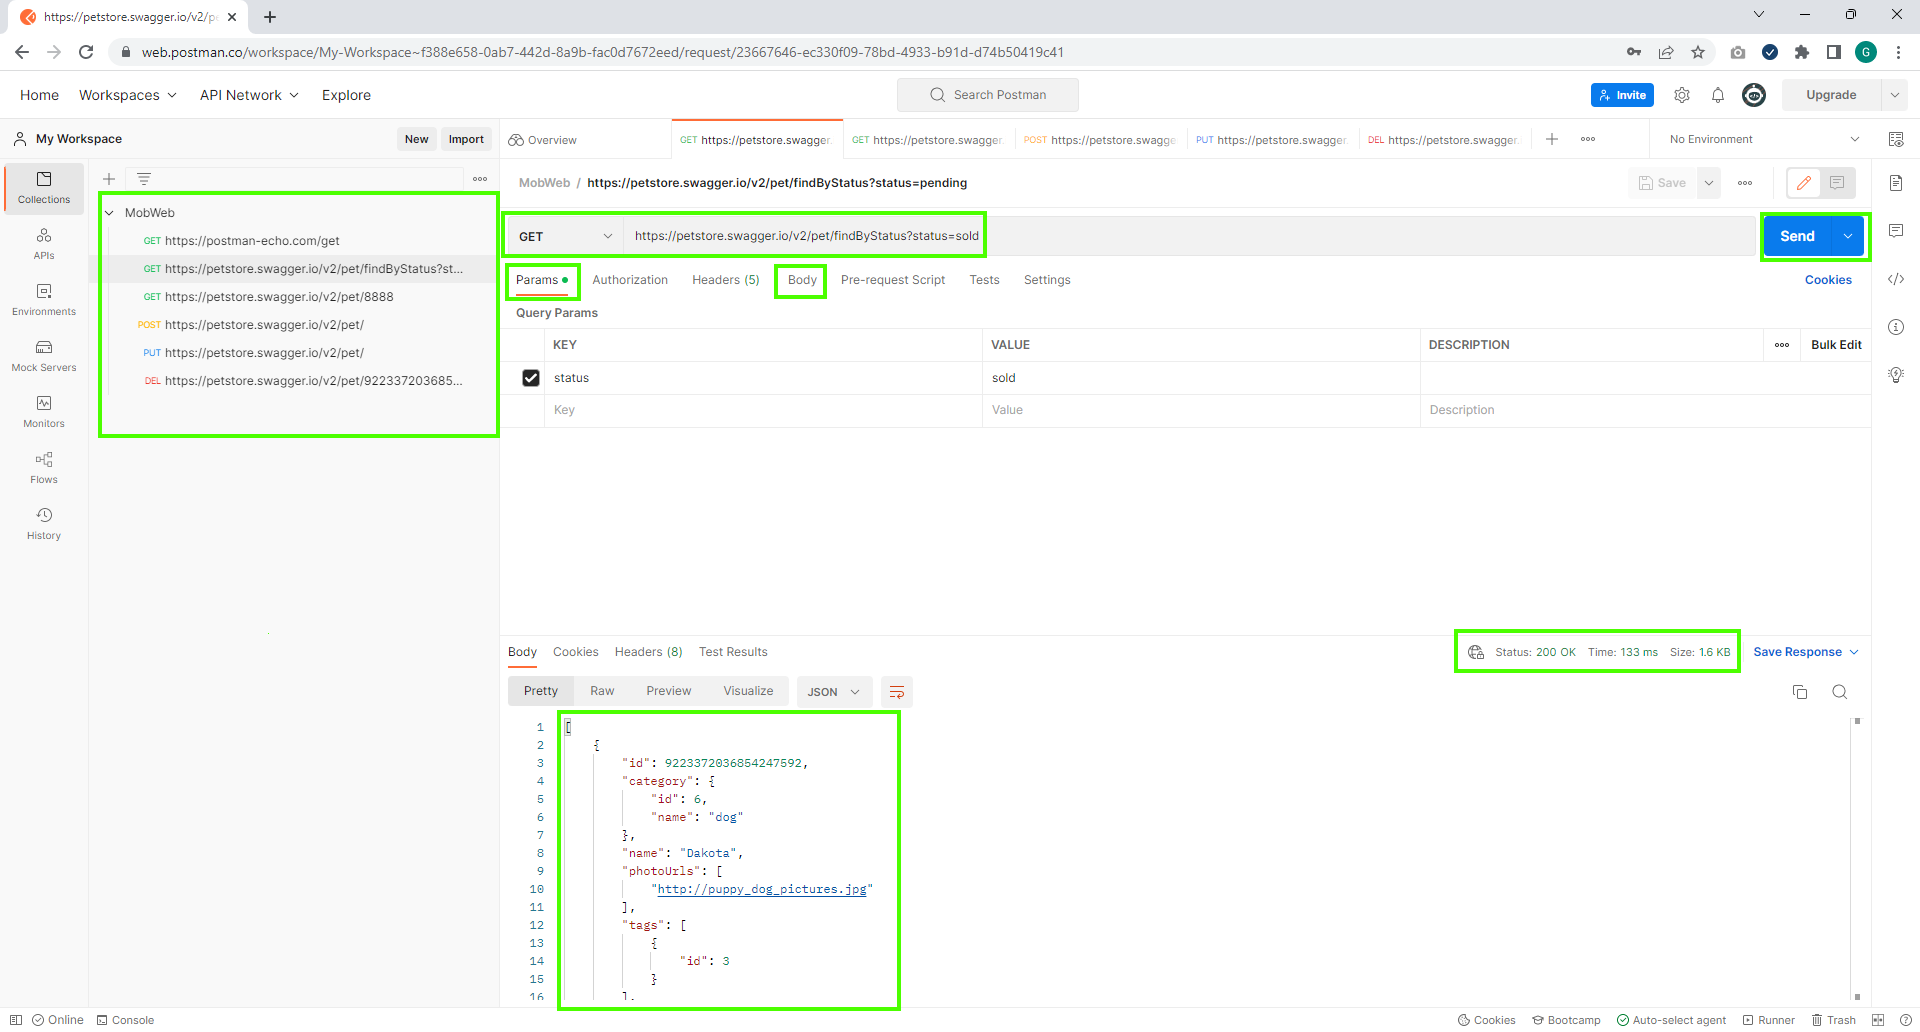 https://petstore.swagger.io/v2/pe
web.postman.co/workspace/My-Workspace~f388e658-0ab7-442d-8a9b-fac0d7672eed/request/23667646-ec330f09-78bd-4933-b91d-d74b50419c41
G
Home Workspaces API Network Explore
Search Postman
Invite
Upgrade
My Workspace
New Import
Overview
GET https://petstore.swagger.
GET https://petstore.swagger.
POST https://petstore.swagge
PUT https://petstore.swagger.
DEL https://petstore.swagger.
No Environment
Collections
APIs
Environments
Mock Servers
Monitors
Flows
History
MobWeb
GET https://postman-echo.com/get
GET https://petstore.swagger.io/v2/pet/findByStatus?st...
GET https://petstore.swagger.io/v2/pet/8888
POST https://petstore.swagger.io/v2/pet/
PUT https://petstore.swagger.io/v2/pet/
DEL https://petstore.swagger.io/v2/pet/922337203685...
MobWeb / https://petstore.swagger.io/v2/pet/findByStatus?status=pending
Save
GET https://petstore.swagger.io/v2/pet/findByStatus?status=sold
Send
Params Authorization Headers (5) Body Pre-request Script Tests Settings
Cookies
Query Params
KEY VALUE DESCRIPTION Bulk Edit
status sold
Key Value Description
Body Cookies Headers (8) Test Results
Status: 200 OK Time: 133 ms Size: 1.6 KB
Save Response
Pretty Raw Preview Visualize JSON
1 [
2 {
3 "id": 9223372036854247592,
4 "category": {
5 "id": 6,
6 "name": "dog"
7 },
8 "name": "Dakota",
9 "photoUrls": [
10 "http://puppy_dog_pictures.jpg"
11 ],
12 "tags": [
13 {
14 "id": 3
15 }
16 ],
Online Console
Cookies Bootcamp Auto-select agent Runner Trash